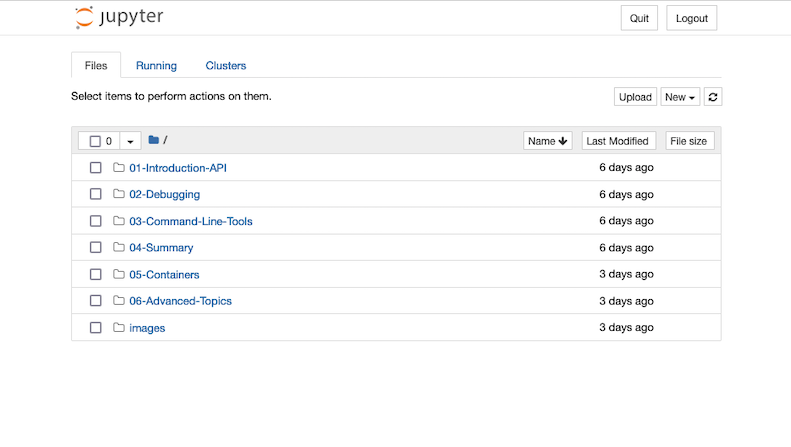 jupyter Quit Logout
Files Running Clusters
Select items to perform actions on them. Upload New
0 / Name Last Modified File size
01-Introduction-API 6 days ago
02-Debugging 6 days ago
03-Command-Line-Tools 6 days ago
04-Summary 6 days ago
05-Containers 3 days ago
06-Advanced-Topics 3 days ago
images 3 days ago